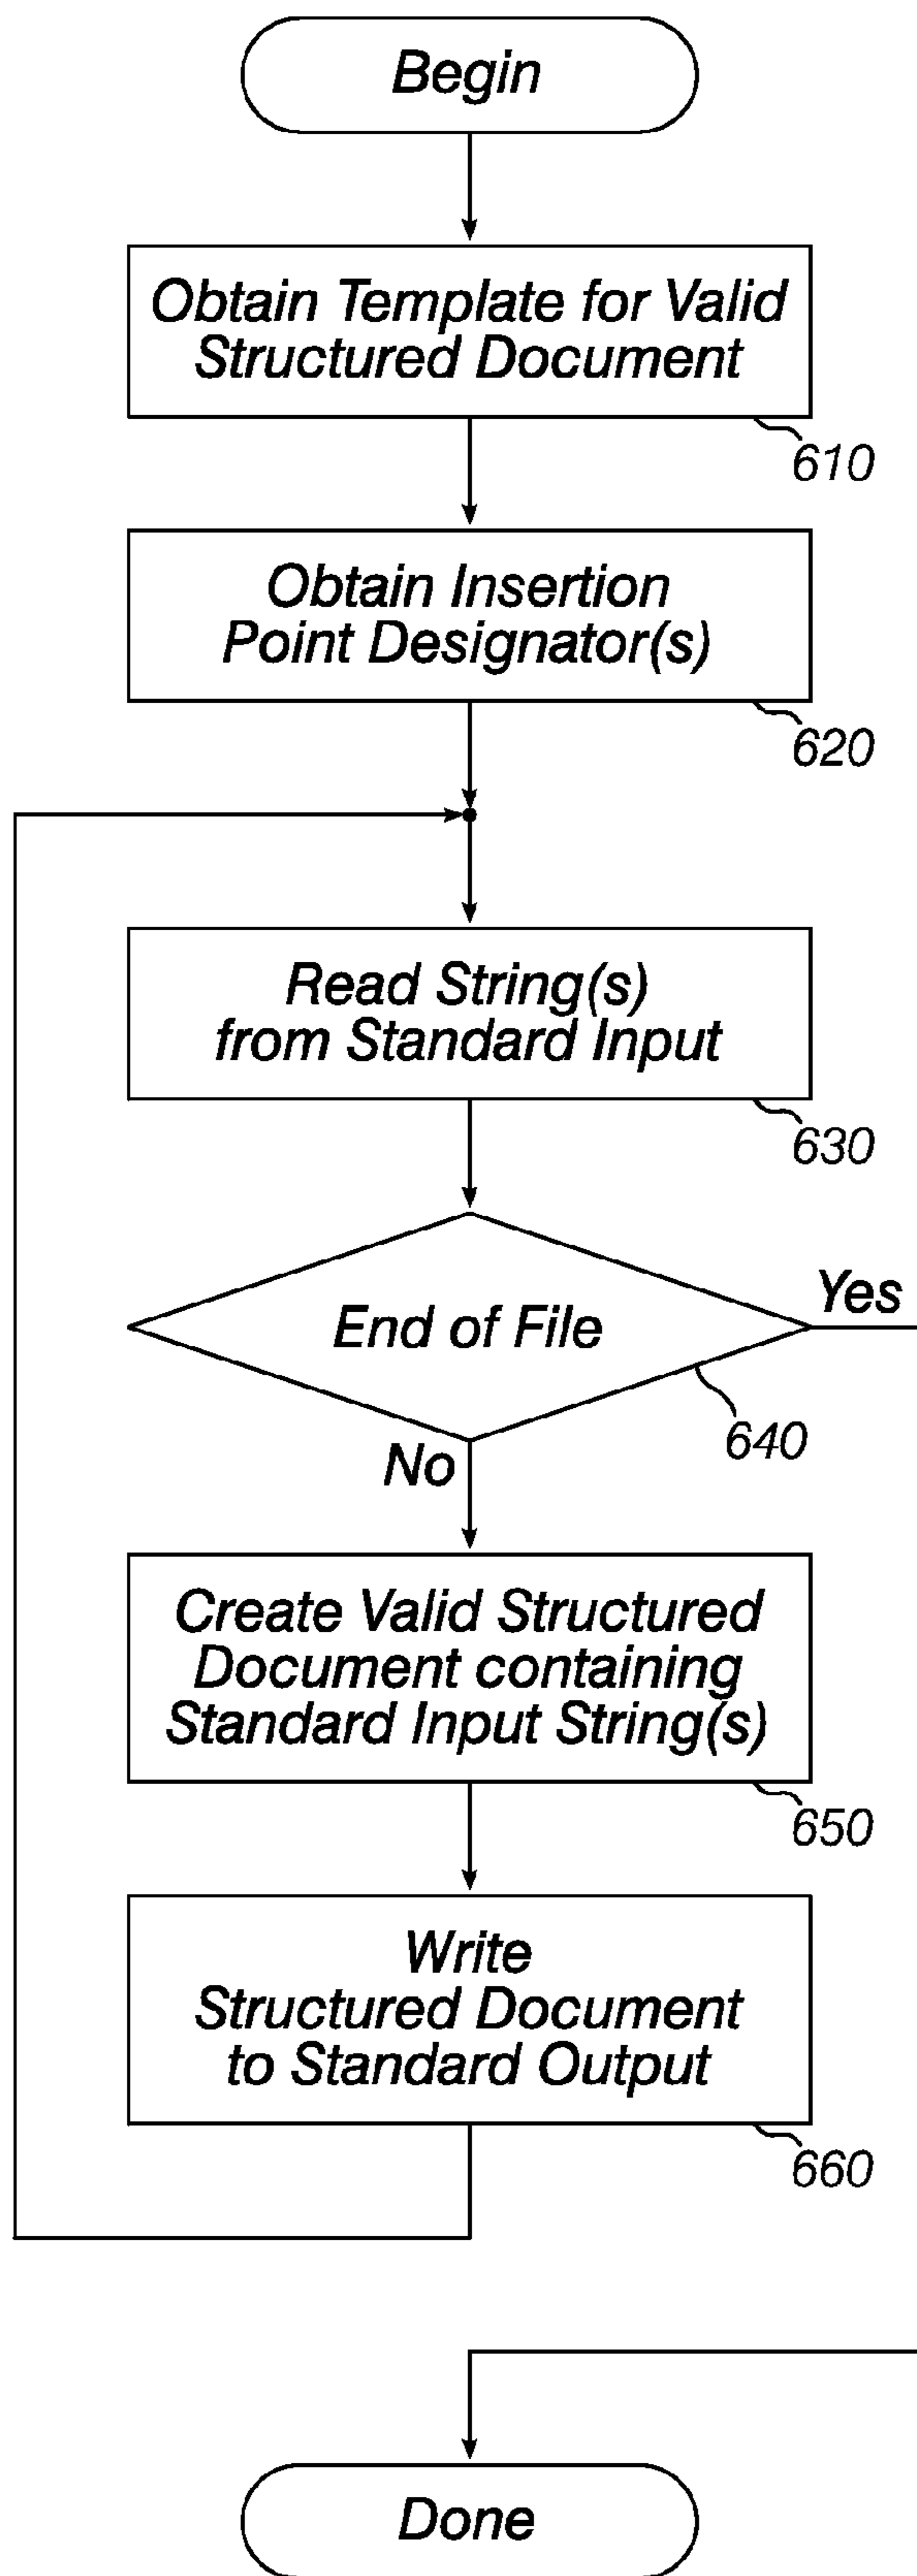 Begin
Obtain Template for Valid
Structured Document
610
Obtain Insertion
Point Designator(s)
620
Read String(s)
from Standard Input
630
End of File
Yes
640
No
Create Valid Structured
Document containing
Standard Input String(s)
650
Write
Structured Document
to Standard Output
660
Done